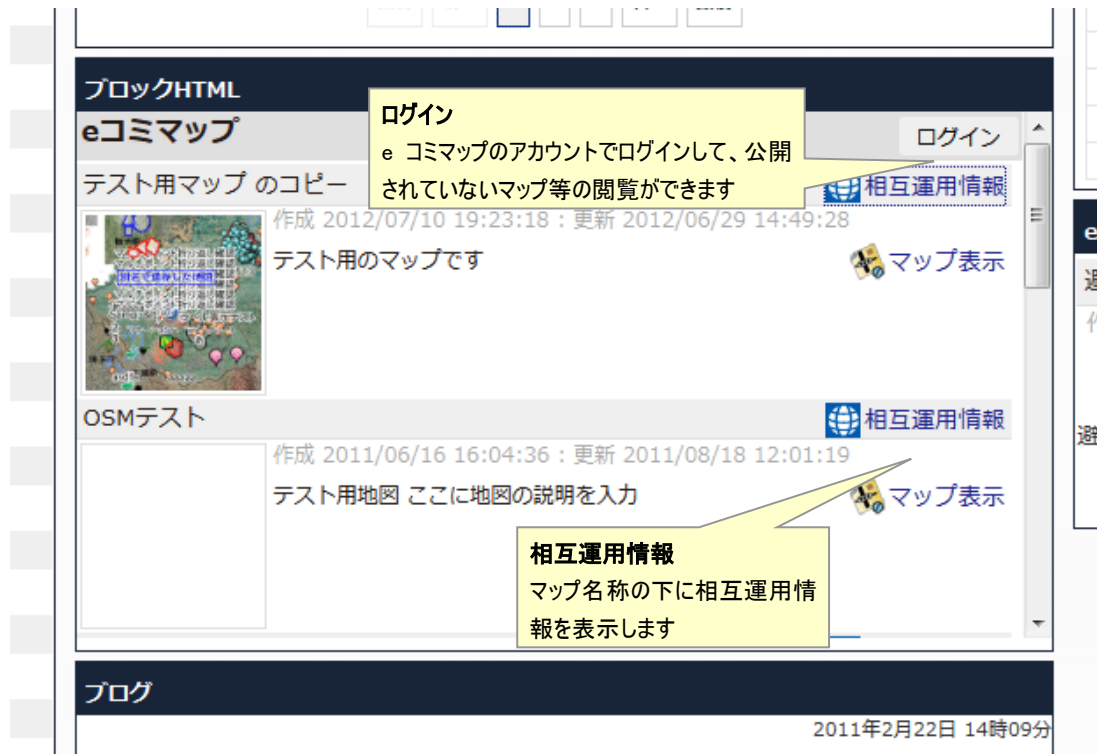 ブロックHTML
eコミマップ
ログイン
ログイン
e コミマップのアカウントでログインして、公開
されていないマップ等の閲覧ができます
テスト用マップ のコピー
相互運用情報
作成 2012/07/10 19:23:18 : 更新 2012/06/29 14:49:28
テスト用のマップです
マップ表示
OSMテスト
相互運用情報
作成 2011/06/16 16:04:36 : 更新 2011/08/18 12:01:19
テスト用地図 ここに地図の説明を入力
マップ表示
相互運用情報
マップ名称の下に相互運用情
報を表示します
ブログ
2011年2月22日 14時09分
e
避